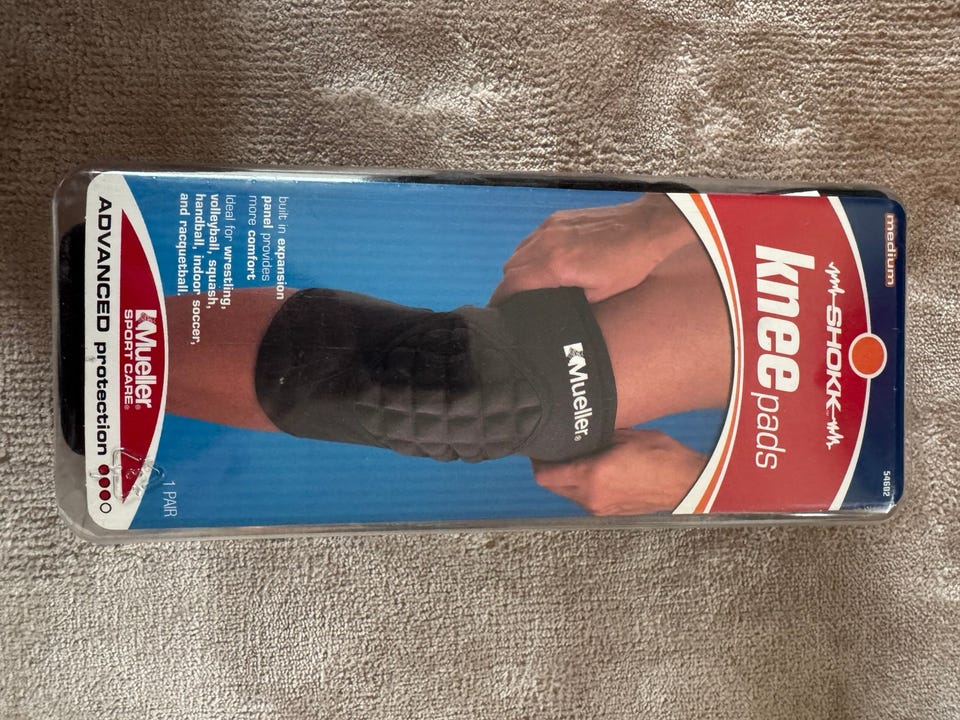 medium
54602
SHOKK
knee pads
Mueller®
built in expansion
panel provides
more comfort
Ideal for wrestling,
volleyball, squash,
handball, indoor soccer,
and racquetball.
1 PAIR
Mueller
SPORT CARE®
ADVANCED protection